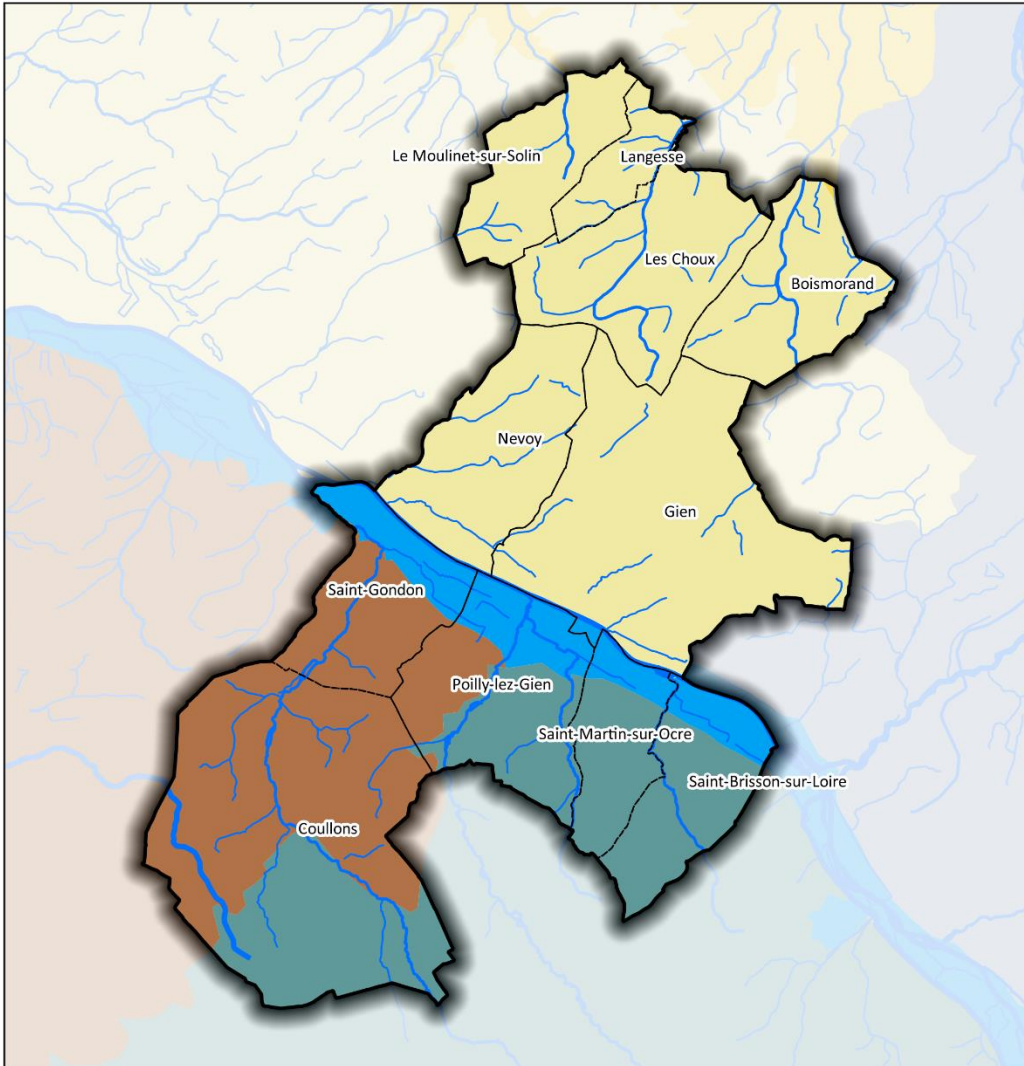 Le Moulinet-sur-Solin
Langesse
Les Choux
Boismorand
Nevoy
Gien
Saint-Gondon
Poilly-lez-Gien
Saint-Martin-sur-Ocre
Saint-Brisson-sur-Loire
Coullons